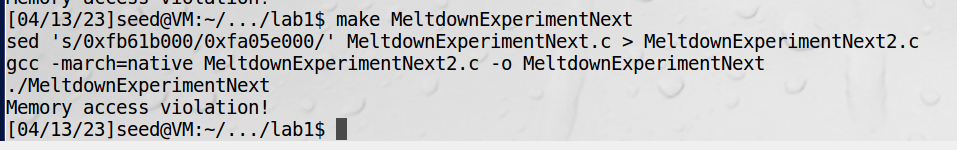 Memory access violation!
[04/13/23]seed@VM:~/.../lab1$ make MeltdownExperimentNext
sed 's/0xfb61b000/0xfa05e000/' MeltdownExperimentNext.c > MeltdownExperimentNext2.c
gcc -march=native MeltdownExperimentNext2.c -o MeltdownExperimentNext
./MeltdownExperimentNext
Memory access violation!
[04/13/23]seed@VM:~/.../lab1$